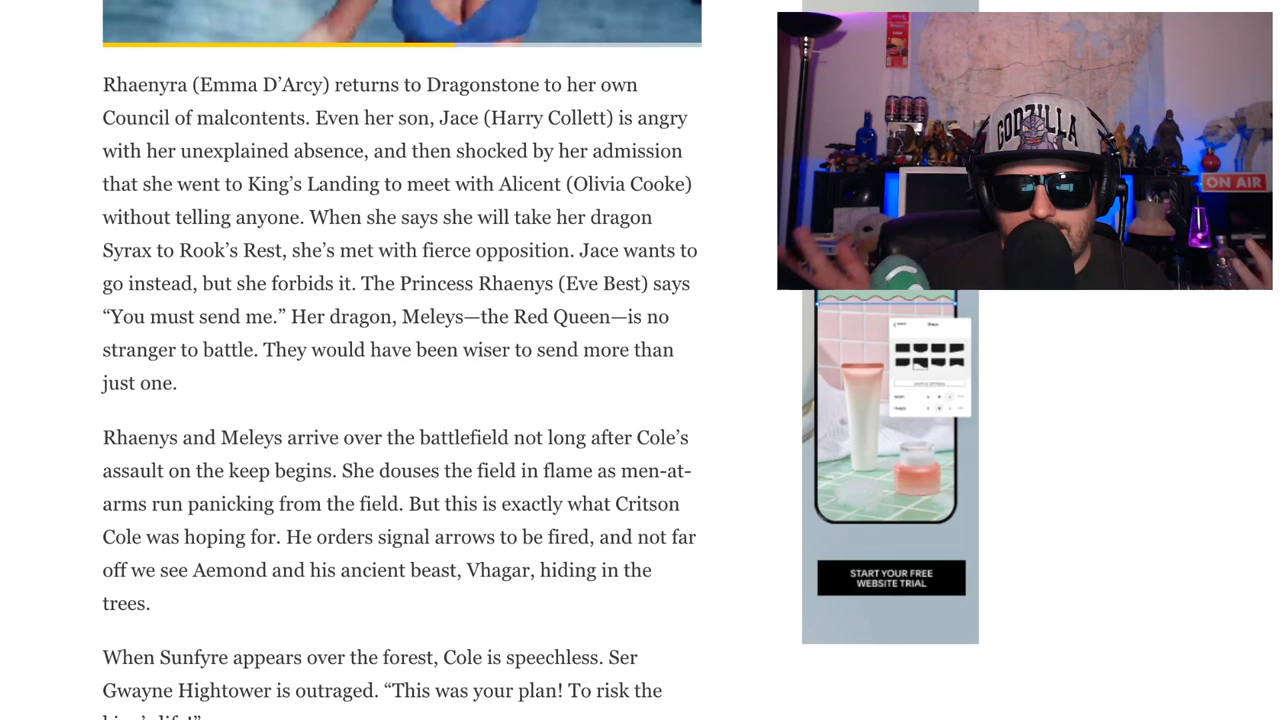 Rhaenyra (Emma D’Arcy) returns to Dragonstone to her own
Council of malcontents. Even her son, Jace (Harry Collett) is angry
with her unexplained absence, and then shocked by her admission
that she went to King’s Landing to meet with Alicent (Olivia Cooke)
without telling anyone. When she says she will take her dragon
Syrax to Rook’s Rest, she’s met with fierce opposition. Jace wants to
go instead, but she forbids it. The Princess Rhaenys (Eve Best) says
“You must send me.” Her dragon, Meleys—the Red Queen—is no
stranger to battle. They would have been wiser to send more than
just one.
Rhaenys and Meleys arrive over the battlefield not long after Cole’s
assault on the keep begins. She douses the field in flame as men-at-
arms run panicking from the field. But this is exactly what Critson
Cole was hoping for. He orders signal arrows to be fired, and not far
off we see Aemond and his ancient beast, Vhagar, hiding in the
trees.
When Sunfyre appears over the forest, Cole is speechless. Ser
Gwayne Hightower is outraged. “This was your plan! To risk the
king’s life!”
GODZILLA
ON AIR
START YOUR FREE
WEBSITE TRIAL